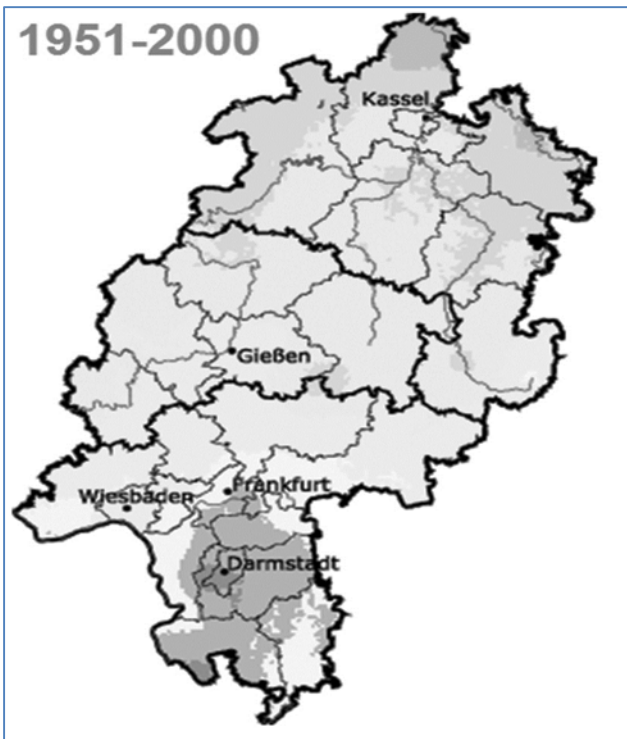 1951-2000
Kassel
Gießen
Frankfurt
Wiesbaden
Darmstadt